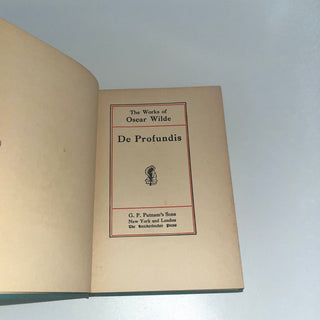 The Works of
Oscar Wilde
De Profundis
G. P. Putnam's Sons
New York and London
The Knickerbocker Press